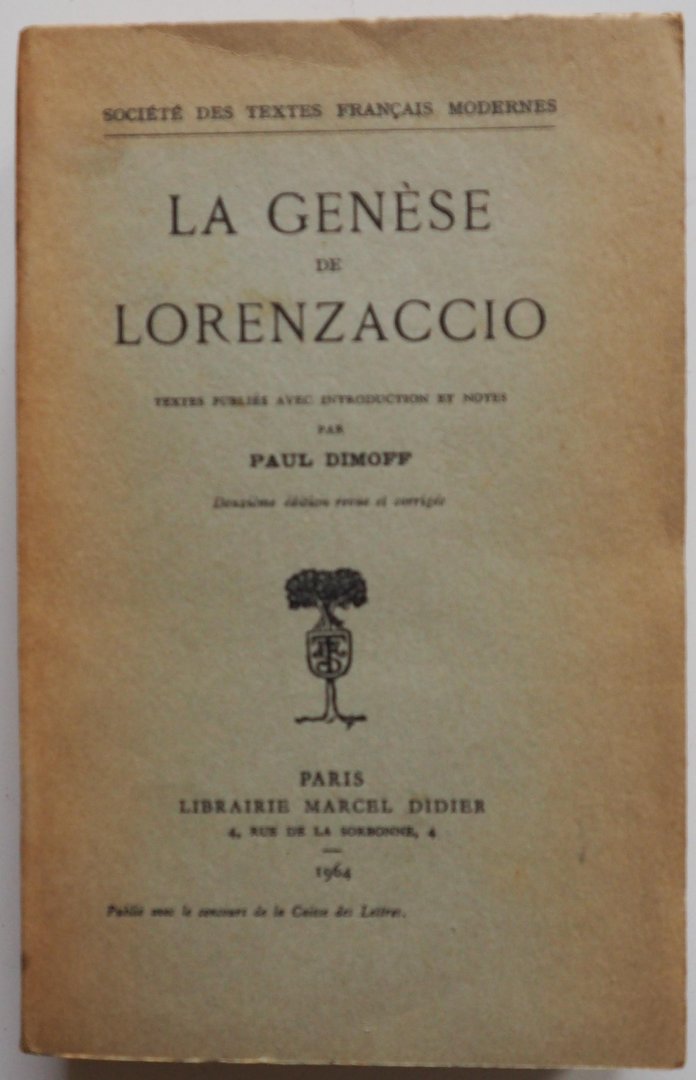 SOCIÉTÉ DES TEXTES FRANÇAIS MODERNES
LA GENÈSE
DE
LORENZACCIO
TEXTES PUBLIÉS AVEC INTRODUCTION ET NOTES
PAR
PAUL DIMOFF
Deuxième édition revue et corrigée
PARIS
LIBRAIRIE MARCEL DIDIER
4, RUE DE LA SORBONNE, 4
1964
Publié avec le concours de la Caisse des Lettres.